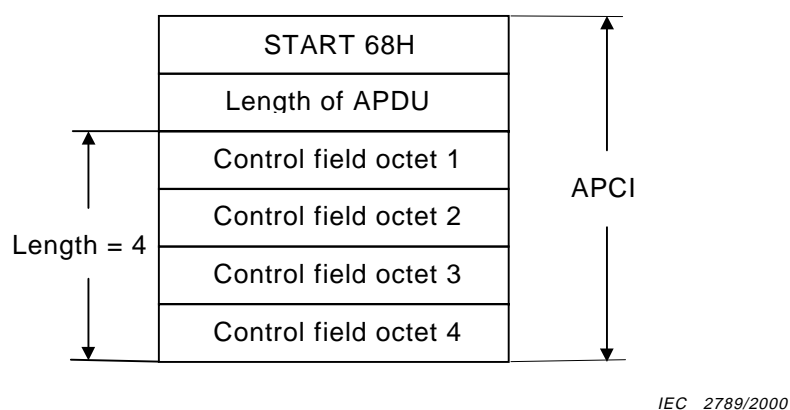 START 68H
Length of APDU
Control field octet 1
Control field octet 2
Control field octet 3
Control field octet 4
Length = 4
APCI
IEC 2789/2000